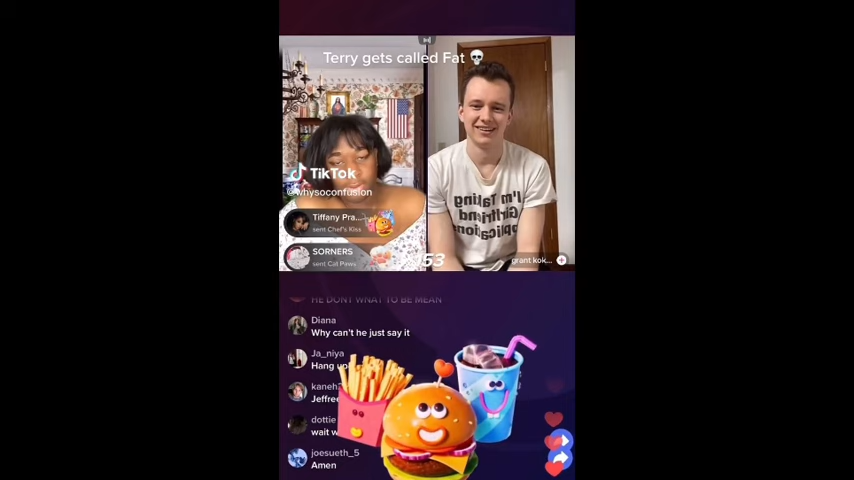 Terry gets called Fat 💀
TikTok
@whysoconfusion
Tiffany Pra...
sent Chef's Kiss
SORNERS
sent Cat Paws
I'm Taking
Girlfriend
pplications
grant kok...
HE DONT WNAT TO BE MEAN
Diana
Why can't he just say it
Ja_niya
Hang up
kaneh
Jeffree
dottie
wait w
joesueth_5
Amen